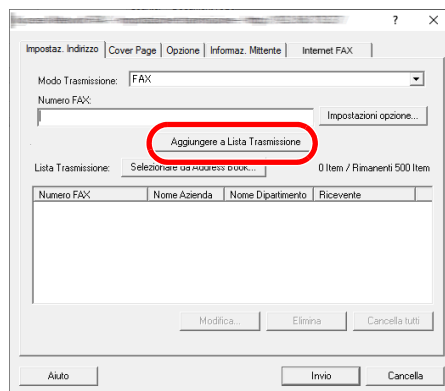 Impostaz. Indirizzo Cover Page Opzione Informaz. Mittente Internet FAX
Modo Trasmissione: FAX
Numero FAX:
Impostazioni opzione...
Aggiungere a Lista Trasmissione
Lista Trasmissione: Selezionare da Address Book... 0 Item / Rimanenti 500 Item
Numero FAX Nome Azienda Nome Dipartimento Ricevente
Modifica... Elimina Cancella tutti
Aiuto Invio Cancella